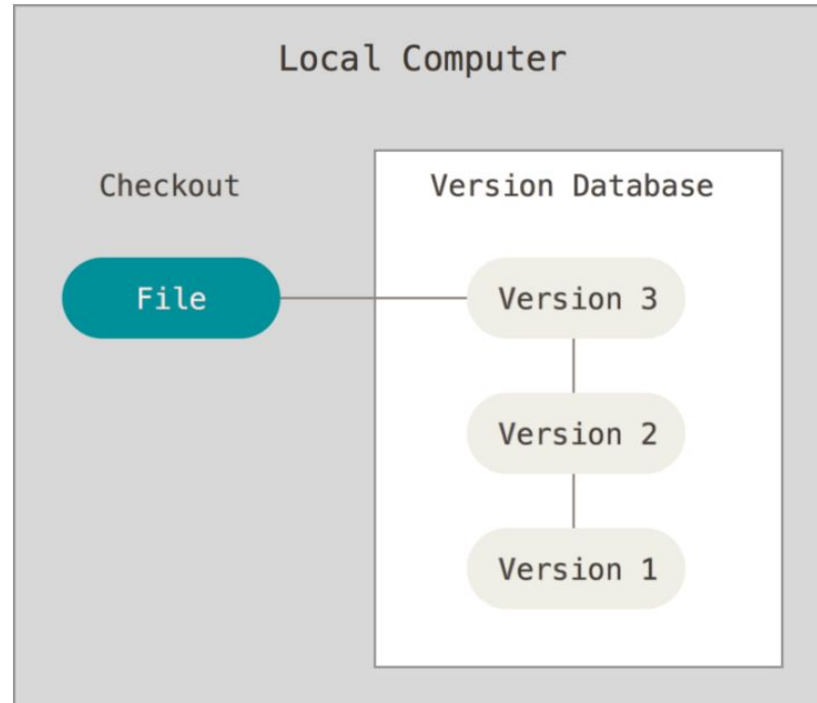 Local Computer
Checkout
Version Database
File
Version 3
Version 2
Version 1